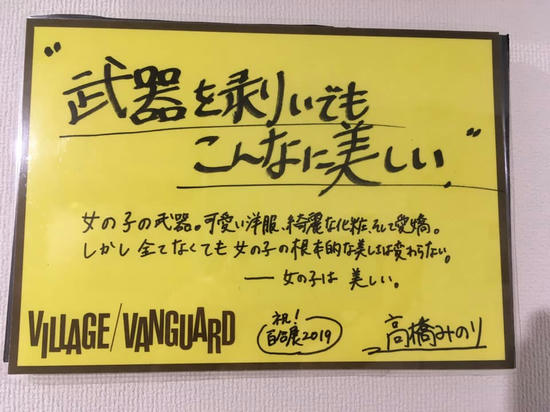 "武器を剥いでも
こんなに美しい."
女の子の武器。可愛い洋服、綺麗な化粧、そして愛嬌。
しかし全てなくても女の子の根本的な美しさは変わらない。
── 女の子は 美しい。
VILLAGE/VANGUARD
祝!
百合展2019
高橋みのり